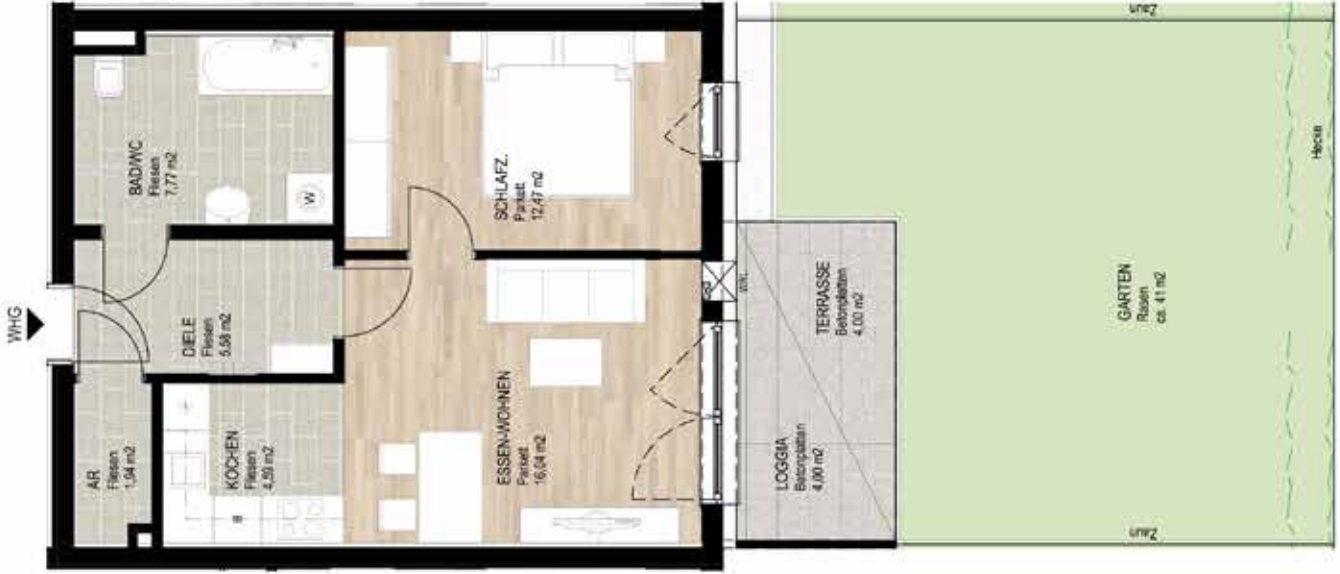 WHG
AR
Fliesen
1,94 m2
DIELE
Fliesen
5,58 m2
BAD/WC
Fliesen
7,77 m2
W
KOCHEN
Fliesen
4,89 m2
ESSEN-WOHNEN
Parkett
16,04 m2
SCHLAFZ.
Parkett
12,47 m2
LOGGIA
Betonplatten
4,00 m2
TERRASSE
Betonplatten
4,00 m2
GARTEN
Rasen
ca. 41 m2
Zaun
Zaun
Hecke